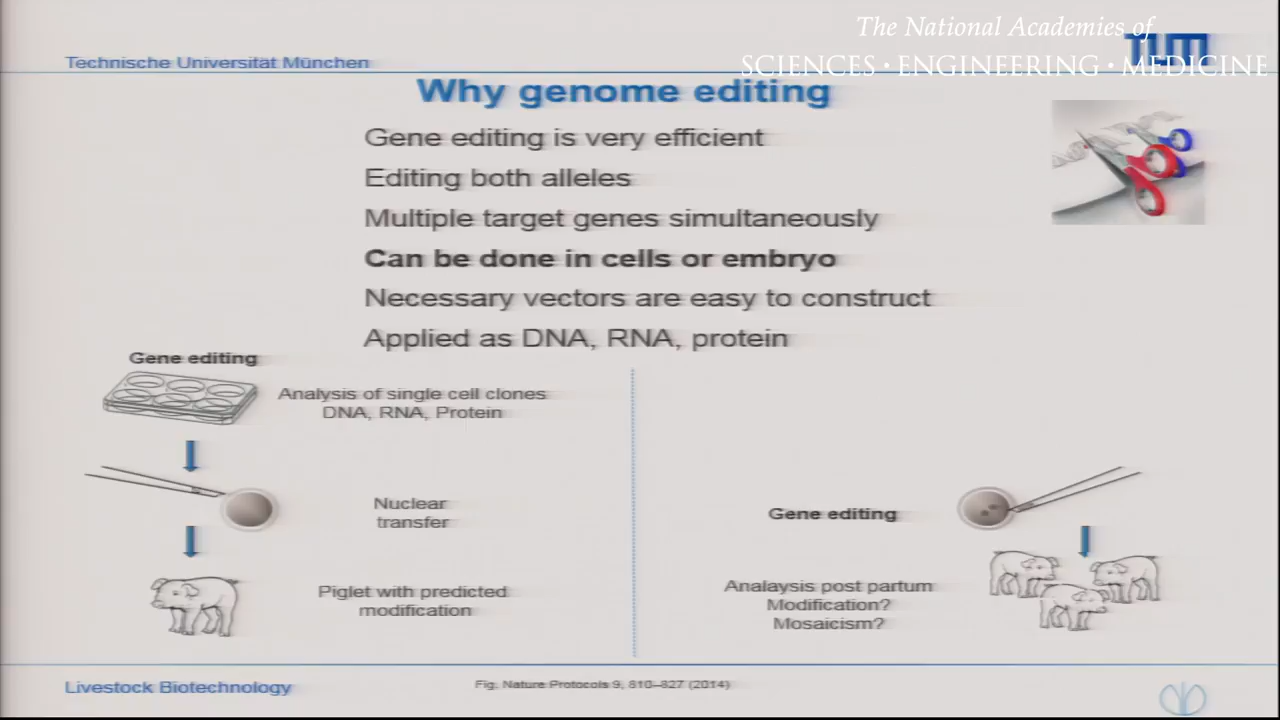 The National Academies of
SCIENCES · ENGINEERING · MEDICINE
Technische Universität München
TUM
Why genome editing
Gene editing is very efficient
Editing both alleles
Multiple target genes simultaneously
Can be done in cells or embryo
Necessary vectors are easy to construct
Applied as DNA, RNA, protein
Gene editing
Analysis of single cell clones
DNA, RNA, Protein
Nuclear
transfer
Piglet with predicted
modification
Gene editing
Analaysis post partum
Modification?
Mosaicism?
Livestock Biotechnology
Fig. Nature Protocols 9, 810–827 (2014)